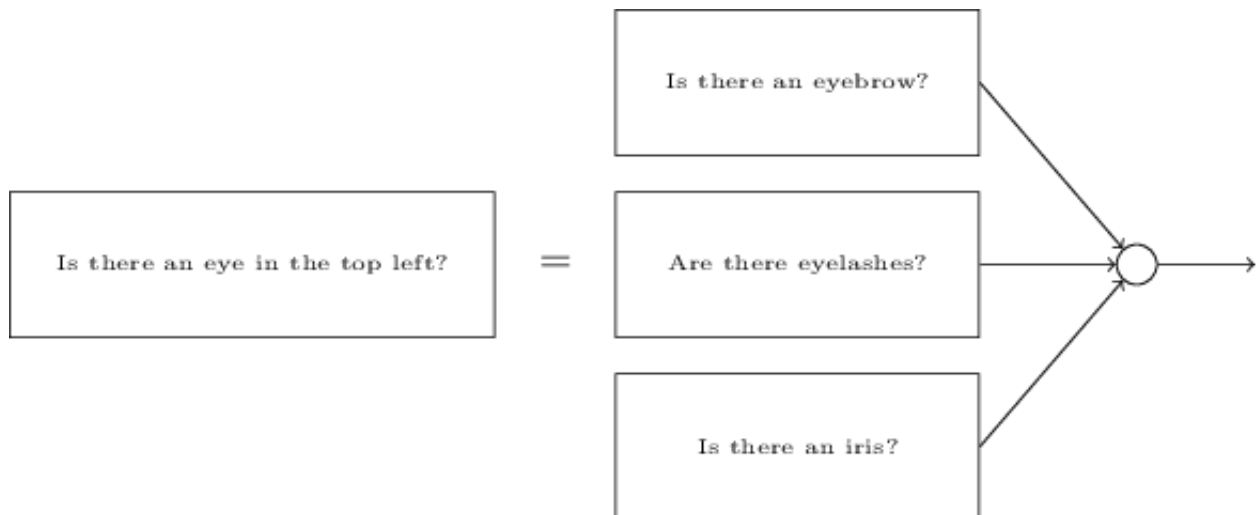 Is there an eyebrow?
Is there an eye in the top left?
=
Are there eyelashes?
Is there an iris?